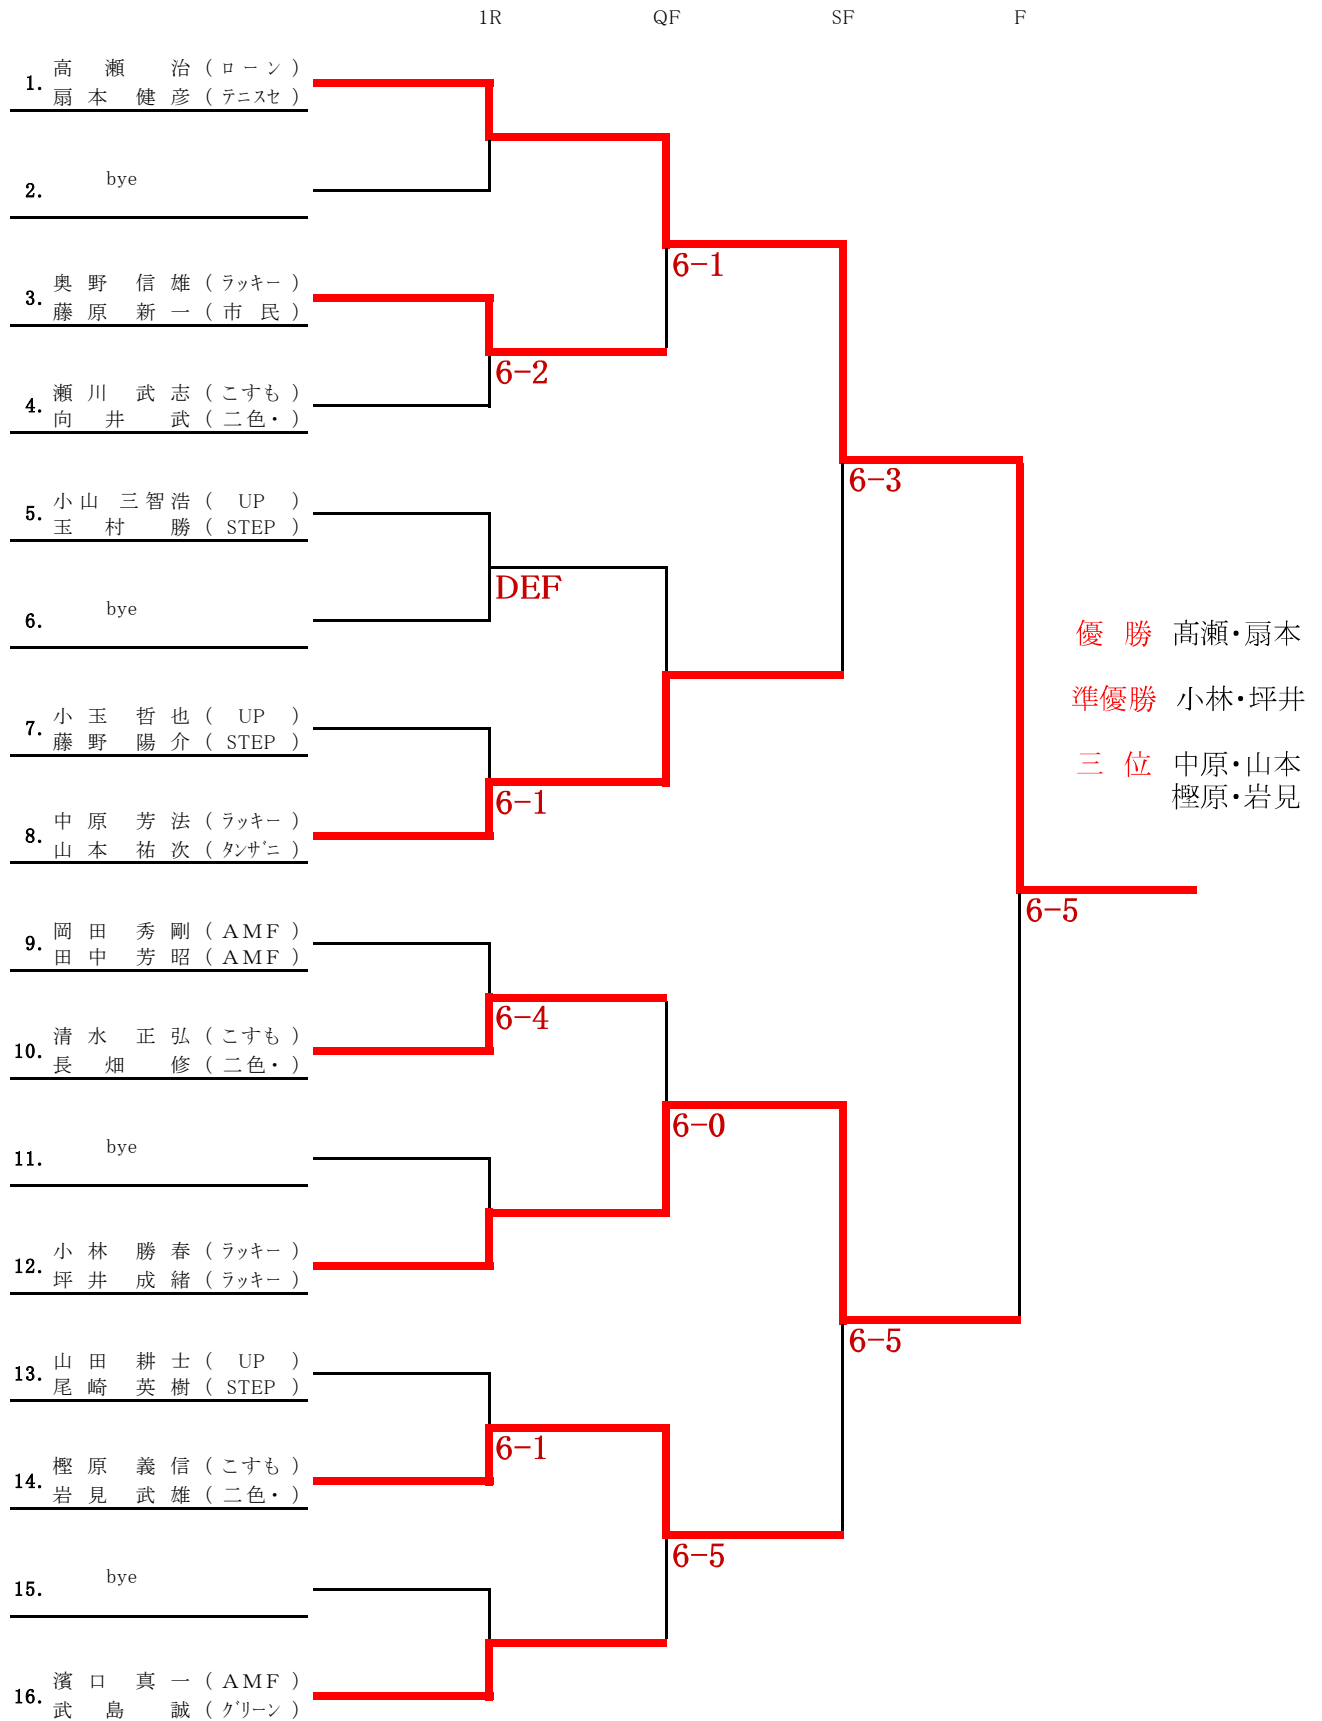 1R QF SF F
高 瀬 治 ( ローン )
1.
扇 本 健 彦 ( テニスセ )
bye
2.
6-1
奥 野 信 雄 ( ラッキー )
3.
藤 原 新 一 ( 市 民 )
6-2
瀬 川 武 志 ( こすも )
4.
向 井 武 ( 二色・ )
6-3
小 山 三 智 浩 ( UP )
5.
玉 村 勝 ( STEP )
DEF
bye
6.
優 勝 髙瀬・扇本
準優勝 小林・坪井
小 玉 哲 也 ( UP )
7.
藤 野 陽 介 ( STEP )
三 位 中原・山本
樫原・岩見
6-1
中 原 芳 法 ( ラッキー )
8.
山 本 祐 次 ( タンザニ )
6-5
岡 田 秀 剛 ( AMF )
9.
田 中 芳 昭 ( AMF )
6-4
清 水 正 弘 ( こすも )
10.
長 畑 修 ( 二色・ )
6-0
bye
11.
小 林 勝 春 ( ラッキー )
12.
坪 井 成 緒 ( ラッキー )
6-5
山 田 耕 士 ( UP )
13.
尾 崎 英 樹 ( STEP )
6-1
樫 原 義 信 ( こすも )
14.
岩 見 武 雄 ( 二色・ )
6-5
bye
15.
濱 口 真 一 ( AMF )
16.
武 島 誠 ( グリーン )